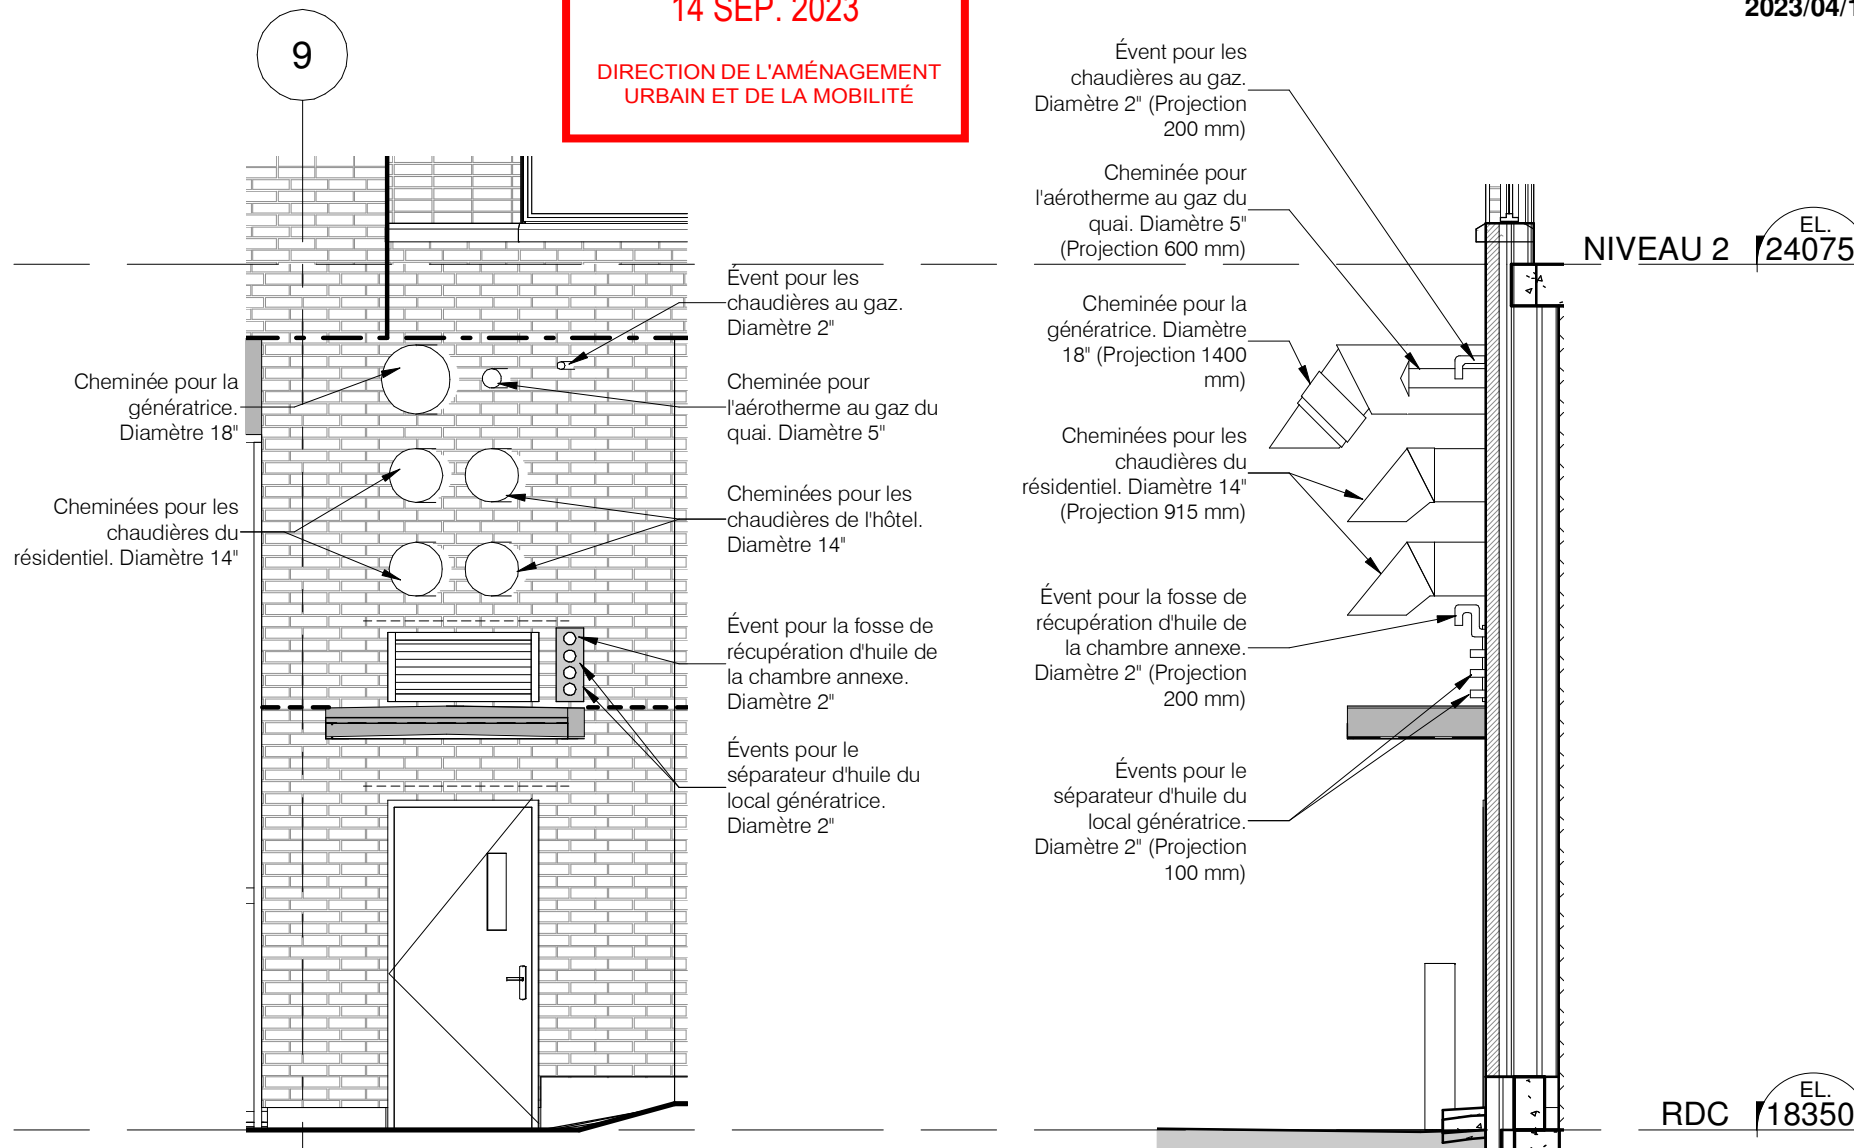 9
14 SEP. 2023
DIRECTION DE L'AMÉNAGEMENT
URBAIN ET DE LA MOBILITÉ
2023/04/1
Cheminée pour la
génératrice.
Diamètre 18"
Cheminées pour les
chaudières du
résidentiel. Diamètre 14"
Évent pour les
chaudières au gaz.
Diamètre 2"
Cheminée pour
l'aérotherme au gaz du
quai. Diamètre 5"
Cheminées pour les
chaudières de l'hôtel.
Diamètre 14"
Évent pour la fosse de
récupération d'huile de
la chambre annexe.
Diamètre 2"
Évents pour le
séparateur d'huile du
local génératrice.
Diamètre 2"
Évent pour les
chaudières au gaz.
Diamètre 2" (Projection
200 mm)
Cheminée pour
l'aérotherme au gaz du
quai. Diamètre 5"
(Projection 600 mm)
Cheminée pour la
génératrice. Diamètre
18" (Projection 1400
mm)
Cheminées pour les
chaudières du
résidentiel. Diamètre 14"
(Projection 915 mm)
Évent pour la fosse de
récupération d'huile de
la chambre annexe.
Diamètre 2" (Projection
200 mm)
Évents pour le
séparateur d'huile du
local génératrice.
Diamètre 2" (Projection
100 mm)
EL.
NIVEAU 2 24075
EL.
RDC 18350